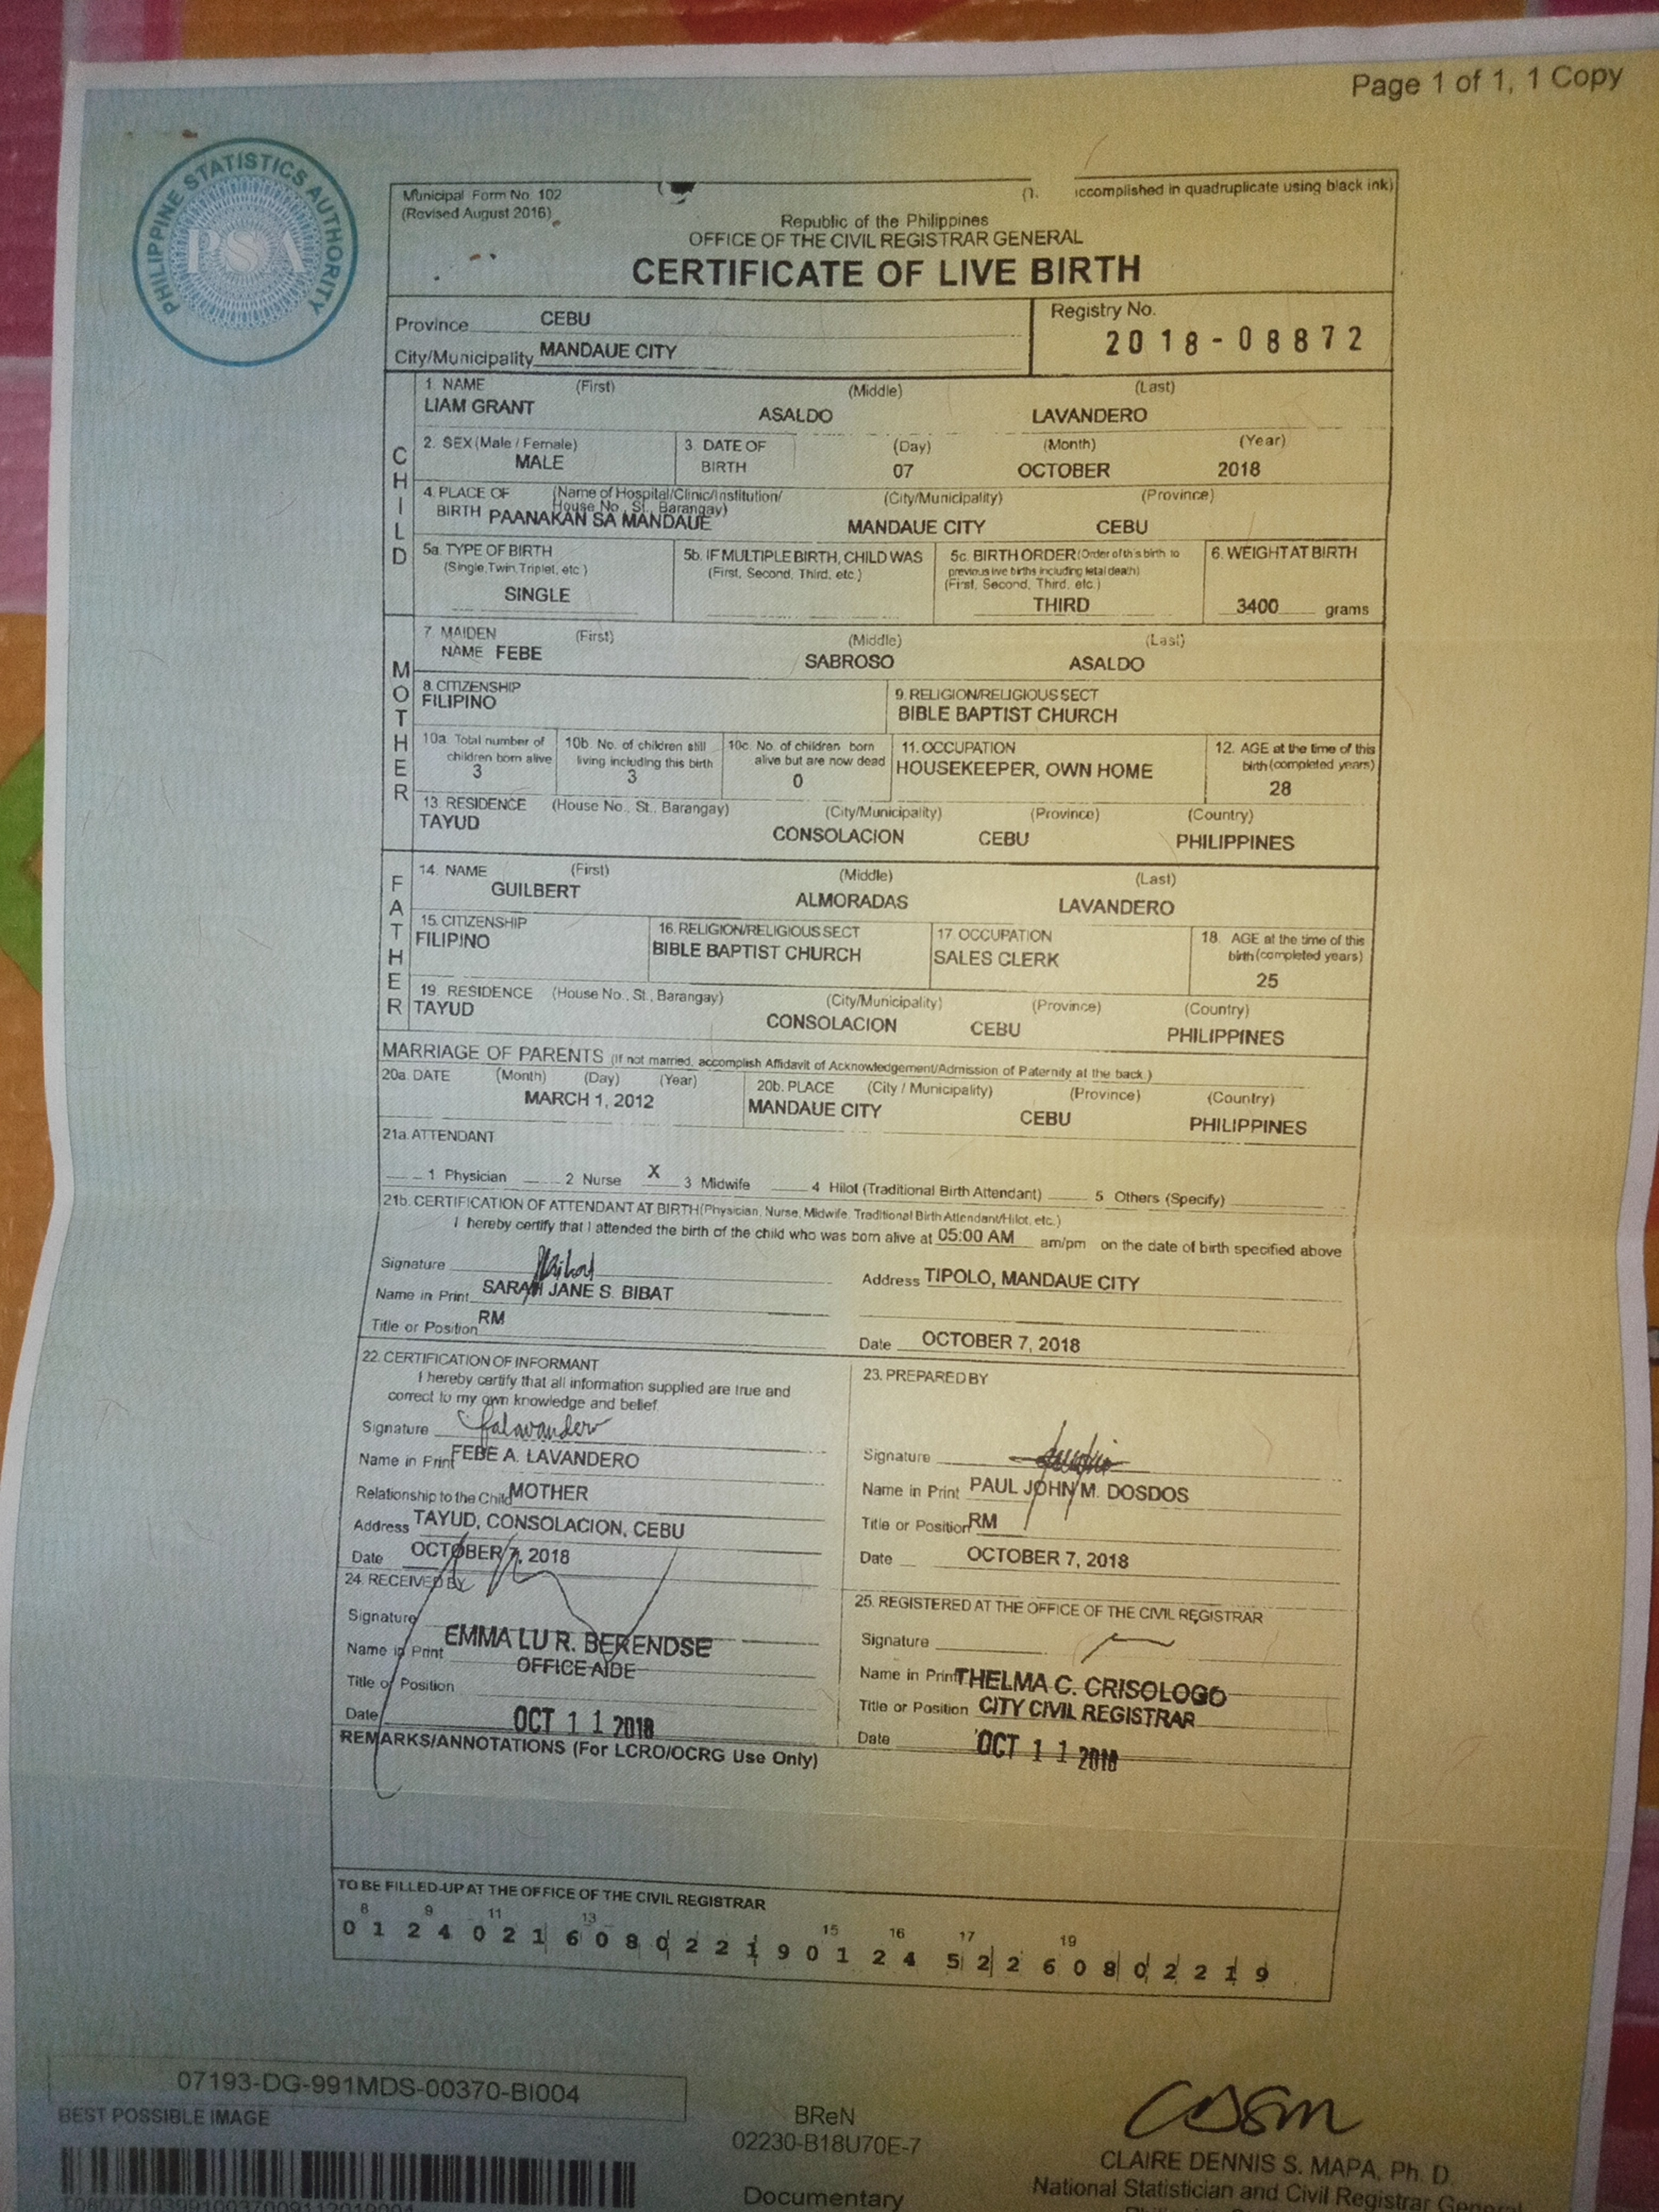 Page 1 of 1, 1 Copy
PHILIPPINE STATISTICS AUTHORITY
PSA
Municipal Form No. 102
(Revised August 2016)
accomplished in quadruplicate using black ink)
Republic of the Philippines
OFFICE OF THE CIVIL REGISTRAR GENERAL
CERTIFICATE OF LIVE BIRTH
Province CEBU
City/Municipality MANDAUE CITY
Registry No.
2018-08872
CHILD
1. NAME (First) (Middle) (Last)
LIAM GRANT ASALDO LAVANDERO
2. SEX (Male / Female) 3. DATE OF BIRTH (Day) (Month) (Year)
MALE 07 OCTOBER 2018
4. PLACE OF BIRTH (Name of Hospital/Clinic/Institution/ House No., St., Barangay) (City/Municipality) (Province)
PAANAKAN SA MANDAUE MANDAUE CITY CEBU
5a. TYPE OF BIRTH (Single, Twin, Triplet, etc.)
SINGLE
5b. IF MULTIPLE BIRTH, CHILD WAS (First, Second, Third, etc.)
5c. BIRTH ORDER (Order of this birth to previous live births including fetal death) (First, Second, Third, etc.)
THIRD
6. WEIGHT AT BIRTH
3400 grams
MOTHER
7. MAIDEN NAME (First) (Middle) (Last)
FEBE SABROSO ASALDO
8. CITIZENSHIP
FILIPINO
9. RELIGION/RELIGIOUS SECT
BIBLE BAPTIST CHURCH
10a. Total number of children born alive
3
10b. No. of children still living including this birth
3
10c. No. of children born alive but are now dead
0
11. OCCUPATION
HOUSEKEEPER, OWN HOME
12. AGE at the time of this birth (completed years)
28
13. RESIDENCE (House No., St., Barangay) (City/Municipality) (Province) (Country)
TAYUD CONSOLACION CEBU PHILIPPINES
FATHER
14. NAME (First) (Middle) (Last)
GUILBERT ALMORADAS LAVANDERO
15. CITIZENSHIP
FILIPINO
16. RELIGION/RELIGIOUS SECT
BIBLE BAPTIST CHURCH
17. OCCUPATION
SALES CLERK
18. AGE at the time of this birth (completed years)
25
19. RESIDENCE (House No., St., Barangay) (City/Municipality) (Province) (Country)
TAYUD CONSOLACION CEBU PHILIPPINES
MARRIAGE OF PARENTS (If not married, accomplish Affidavit of Acknowledgement/Admission of Paternity at the back.)
20a. DATE (Month) (Day) (Year)
MARCH 1, 2012
20b. PLACE (City / Municipality) (Province) (Country)
MANDAUE CITY CEBU PHILIPPINES
21a. ATTENDANT
1 Physician 2 Nurse X 3 Midwife 4 Hilot (Traditional Birth Attendant) 5 Others (Specify)
21b. CERTIFICATION OF ATTENDANT AT BIRTH (Physician, Nurse, Midwife, Traditional Birth Attendant/Hilot, etc.)
I hereby certify that I attended the birth of the child who was born alive at 05:00 AM am/pm on the date of birth specified above
Signature
Name in Print SARAH JANE S. BIBAT
Title or Position RM
Address TIPOLO, MANDAUE CITY
Date OCTOBER 7, 2018
22. CERTIFICATION OF INFORMANT
I hereby certify that all information supplied are true and
correct to my own knowledge and belief.
Signature
Name in Print FEBE A. LAVANDERO
Relationship to the Child MOTHER
Address TAYUD, CONSOLACION, CEBU
Date OCTOBER 7, 2018
23. PREPARED BY
Signature
Name in Print PAUL JOHN M. DOSDOS
Title or Position RM
Date OCTOBER 7, 2018
24. RECEIVED BY
Signature
Name in Print EMMA LU R. BERENDSE
OFFICE AIDE
Title or Position
Date OCT 11 2018
25. REGISTERED AT THE OFFICE OF THE CIVIL REGISTRAR
Signature
Name in Print THELMA C. CRISOLOGO
Title or Position CITY CIVIL REGISTRAR
Date OCT 11 2018
REMARKS/ANNOTATIONS (For LCRO/OCRG Use Only)
TO BE FILLED-UP AT THE OFFICE OF THE CIVIL REGISTRAR
8 9 11 13 15 16 17 19
0 1 2 4 0 2 1 6 0 8 0 2 2 1 9 0 1 2 4 5 2 2 6 0 8 0 2 2 1 9
07193-DG-991MDS-00370-BI004
BEST POSSIBLE IMAGE
BReN
02230-B18U70E-7
Documentary
CLAIRE DENNIS S. MAPA, Ph. D.
National Statistician and Civil Registrar General